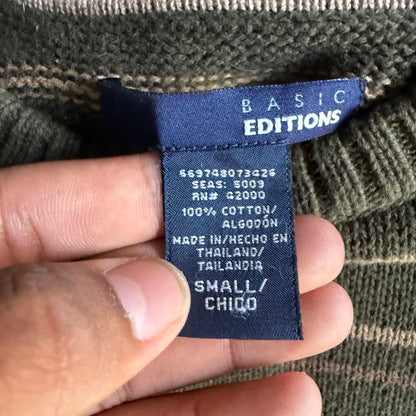 BASIC
EDITIONS
669748073426
SEAS: 5003
RN# 42000
100% COTTON/
ALGODÓN
MADE IN/HECHO EN
THAILAND/
TAILANDIA
SMALL/
CHICO